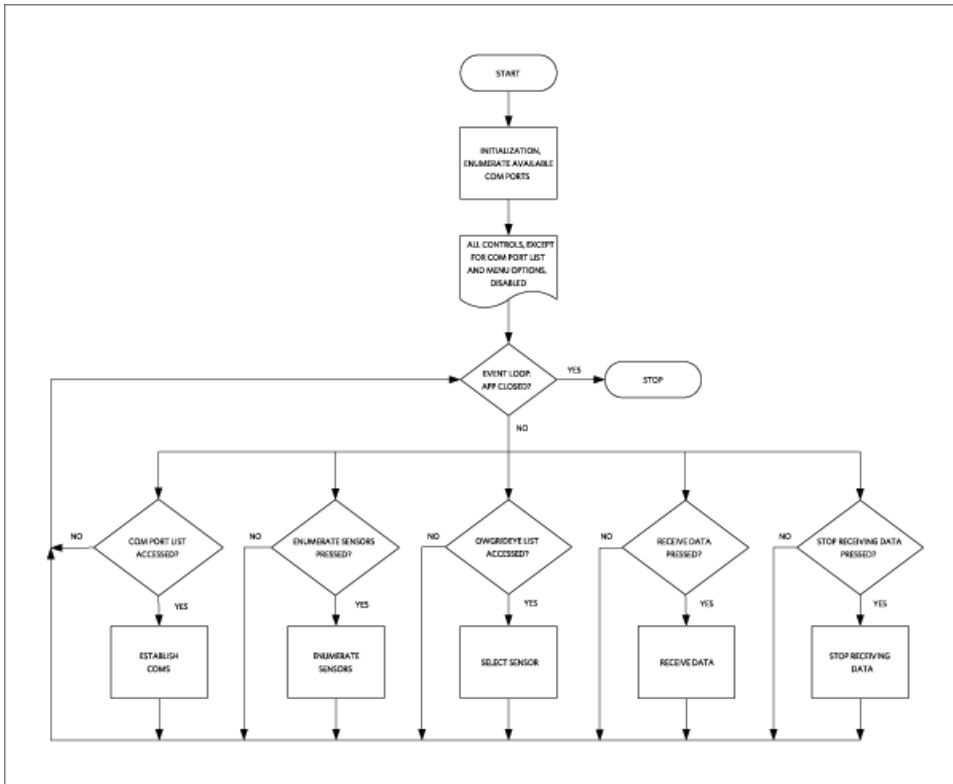 START
INITIALIZATION,
ENUMERATE AVAILABLE
COM PORTS
ALL CONTROLS, EXCEPT
FOR COM PORT LIST
AND MENU OPTIONS,
DISABLED
EVENT LOOP:
APP CLOSED?
YES
STOP
NO
NO
COM PORT LIST
ACCESSED?
YES
NO
ENUMERATE SENSORS
PRESSED?
YES
NO
OWGRIDEYE LIST
ACCESSED?
YES
NO
RECEIVE DATA
PRESSED?
YES
NO
STOP RECEIVING DATA
PRESSED?
YES
ESTABLISH
COMS
ENUMERATE
SENSORS
SELECT SENSOR
RECEIVE DATA
STOP RECEIVING
DATA